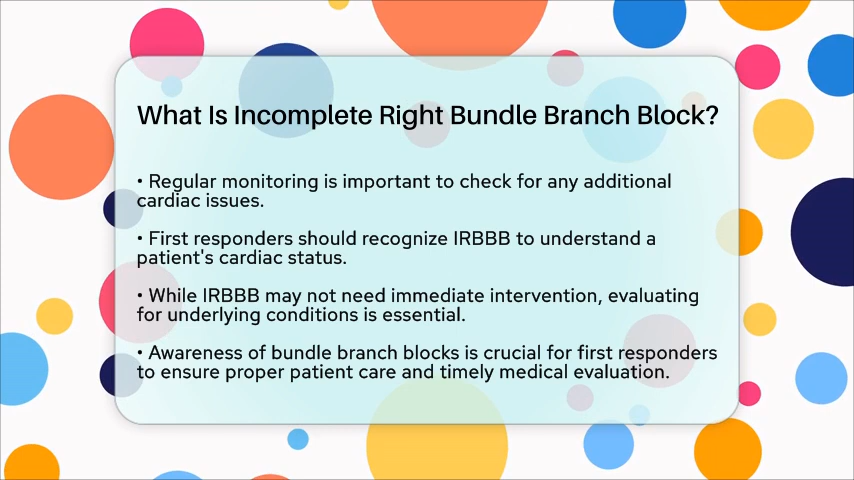 What Is Incomplete Right Bundle Branch Block?
• Regular monitoring is important to check for any additional
cardiac issues.
• First responders should recognize IRBBB to understand a
patient's cardiac status.
• While IRBBB may not need immediate intervention, evaluating
for underlying conditions is essential.
• Awareness of bundle branch blocks is crucial for first responders
to ensure proper patient care and timely medical evaluation.